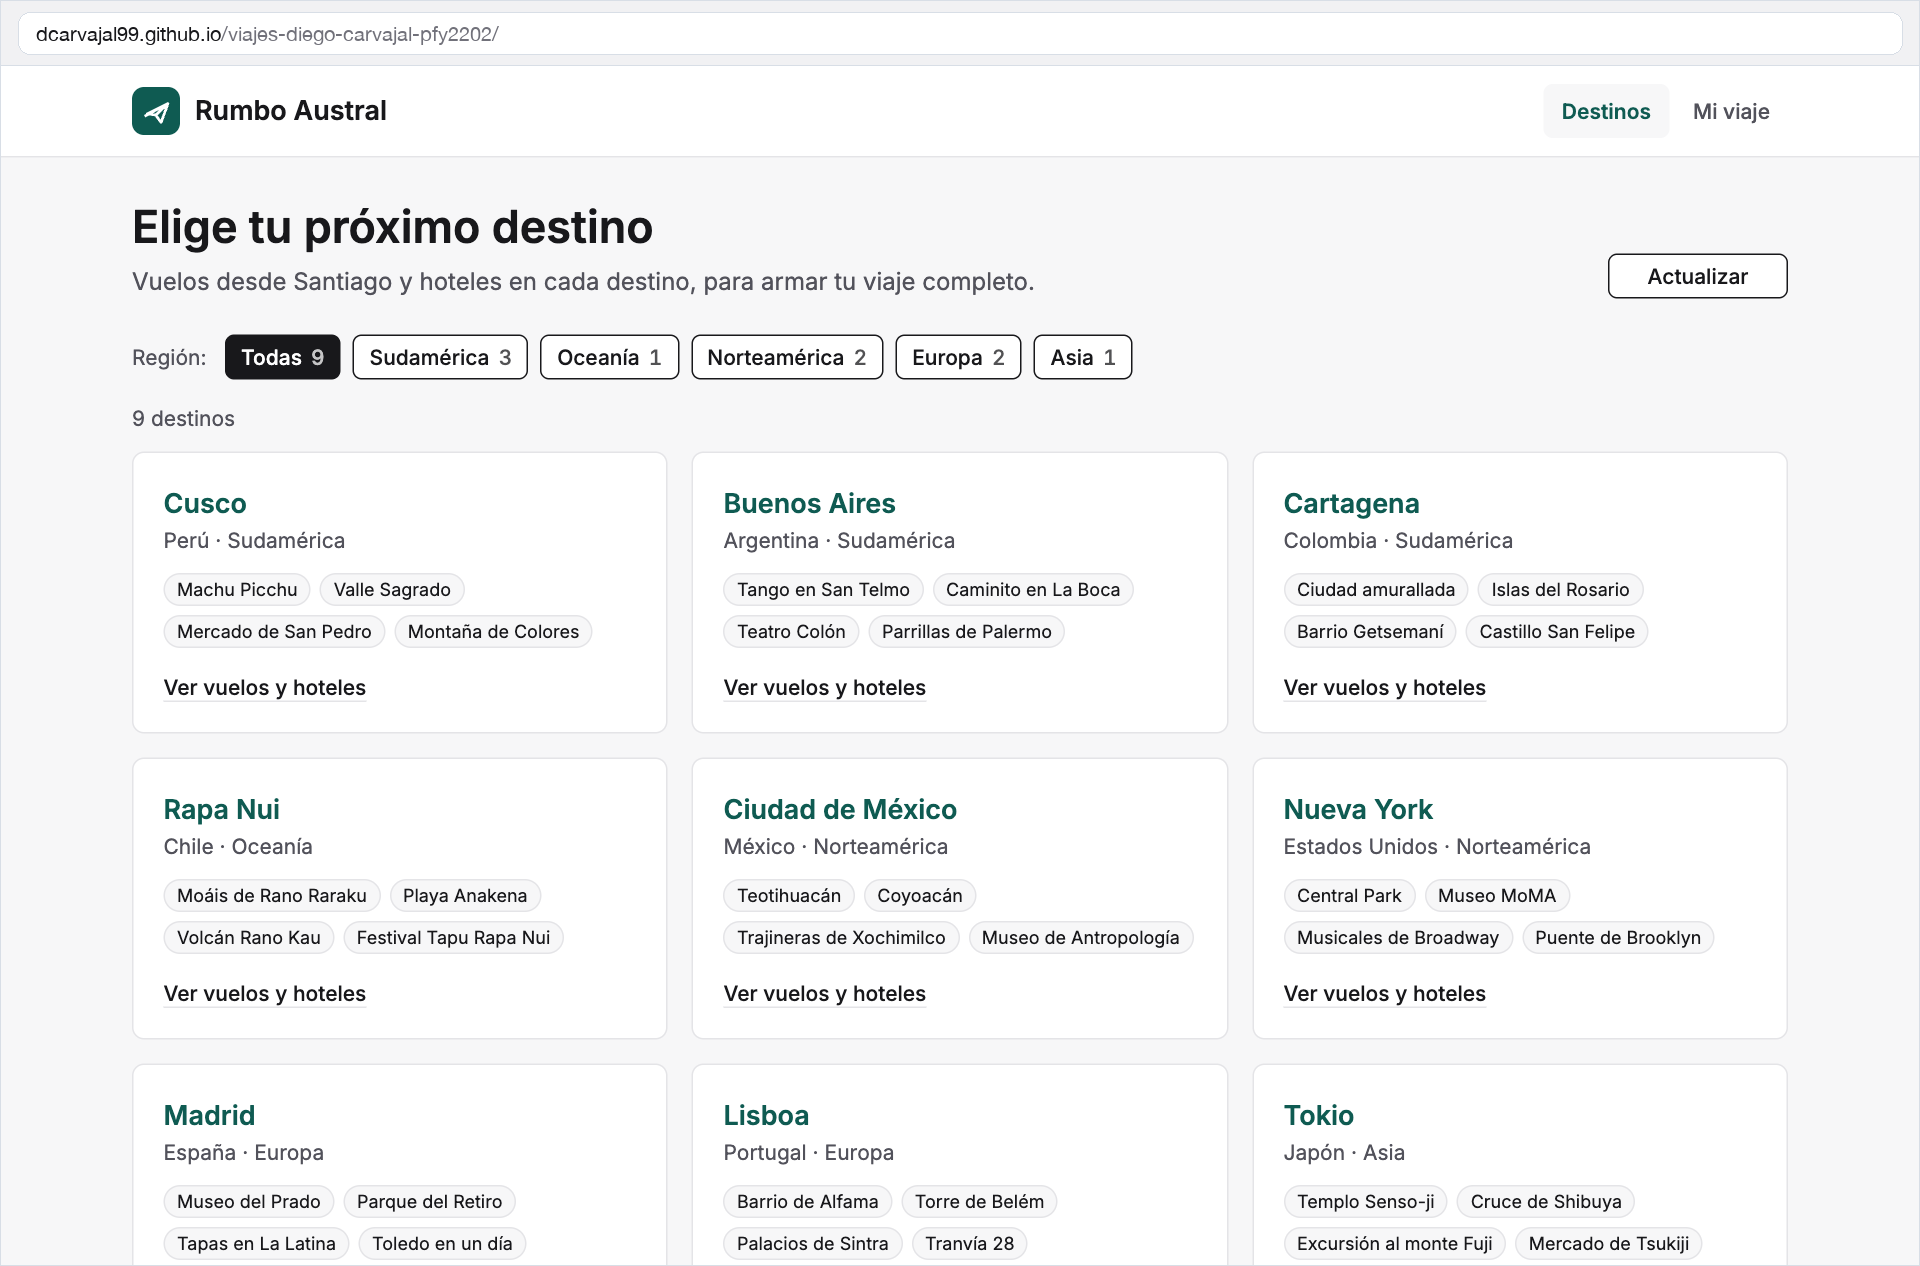 dcarvajal99.github.io/viajes-diego-carvajal-pfy2202/
Rumbo Austral
Destinos Mi viaje
Elige tu próximo destino
Vuelos desde Santiago y hoteles en cada destino, para armar tu viaje completo.
Actualizar
Región: Todas 9 Sudamérica 3 Oceanía 1 Norteamérica 2 Europa 2 Asia 1
9 destinos
Cusco
Perú · Sudamérica
Machu Picchu Valle Sagrado
Mercado de San Pedro Montaña de Colores
Ver vuelos y hoteles
Buenos Aires
Argentina · Sudamérica
Tango en San Telmo Caminito en La Boca
Teatro Colón Parrillas de Palermo
Ver vuelos y hoteles
Cartagena
Colombia · Sudamérica
Ciudad amurallada Islas del Rosario
Barrio Getsemaní Castillo San Felipe
Ver vuelos y hoteles
Rapa Nui
Chile · Oceanía
Moáis de Rano Raraku Playa Anakena
Volcán Rano Kau Festival Tapu Rapa Nui
Ver vuelos y hoteles
Ciudad de México
México · Norteamérica
Teotihuacán Coyoacán
Trajineras de Xochimilco Museo de Antropología
Ver vuelos y hoteles
Nueva York
Estados Unidos · Norteamérica
Central Park Museo MoMA
Musicales de Broadway Puente de Brooklyn
Ver vuelos y hoteles
Madrid
España · Europa
Museo del Prado Parque del Retiro
Tapas en La Latina Toledo en un día
Lisboa
Portugal · Europa
Barrio de Alfama Torre de Belém
Palacios de Sintra Tranvía 28
Tokio
Japón · Asia
Templo Senso-ji Cruce de Shibuya
Excursión al monte Fuji Mercado de Tsukiji